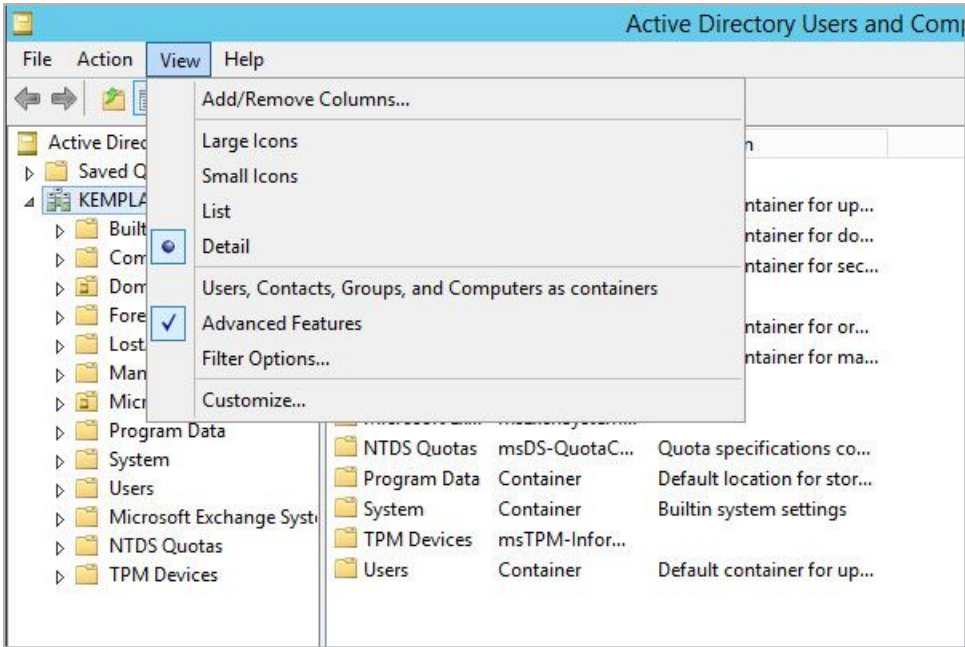 Active Directory Users and Comp
File Action View Help
Add/Remove Columns...
Large Icons
Small Icons
List
Detail
Users, Contacts, Groups, and Computers as containers
Advanced Features
Filter Options...
Customize...
Active Direc
Saved Q
KEMPLA
Built
Com
Dom
Fore
Lost
Man
Micr
Program Data
System
Users
Microsoft Exchange Syst
NTDS Quotas
TPM Devices
n
ntainer for up...
ntainer for do...
ntainer for sec...
ntainer for or...
ntainer for ma...
NTDS Quotas msDS-QuotaC... Quota specifications co...
Program Data Container Default location for stor...
System Container Builtin system settings
TPM Devices msTPM-Infor...
Users Container Default container for up...